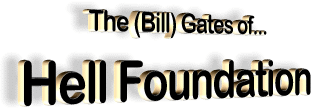 The (Bill) Gates of...
Hell Foundation